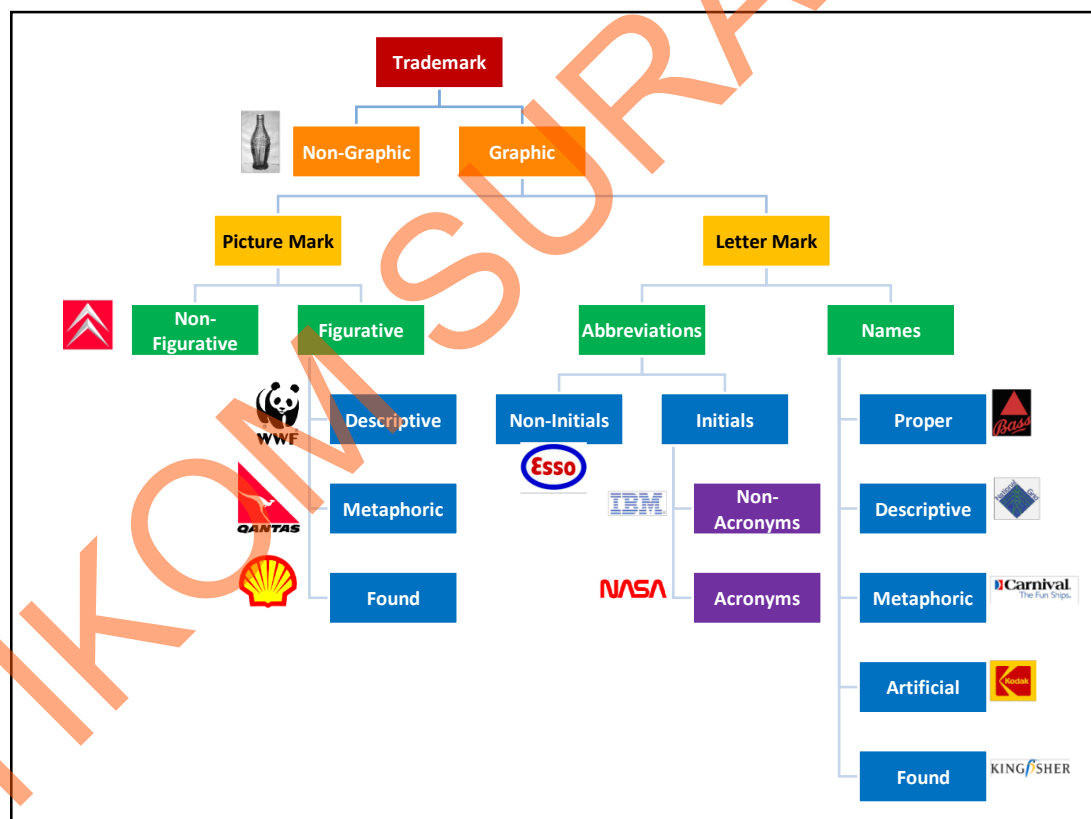 Trademark
Non-Graphic
Graphic
Picture Mark
Letter Mark
Non-
Figurative
Figurative
Abbreviations
Names
WWF
Descriptive
Non-Initials
Initials
Proper
Bass
Esso
QANTAS
Metaphoric
IBM
Non-
Acronyms
Descriptive
National Grid
Found
NASA
Acronyms
Metaphoric
Carnival.
The Fun Ships.
Artificial
Kodak
Found
KINGFISHER
IKOM SURA